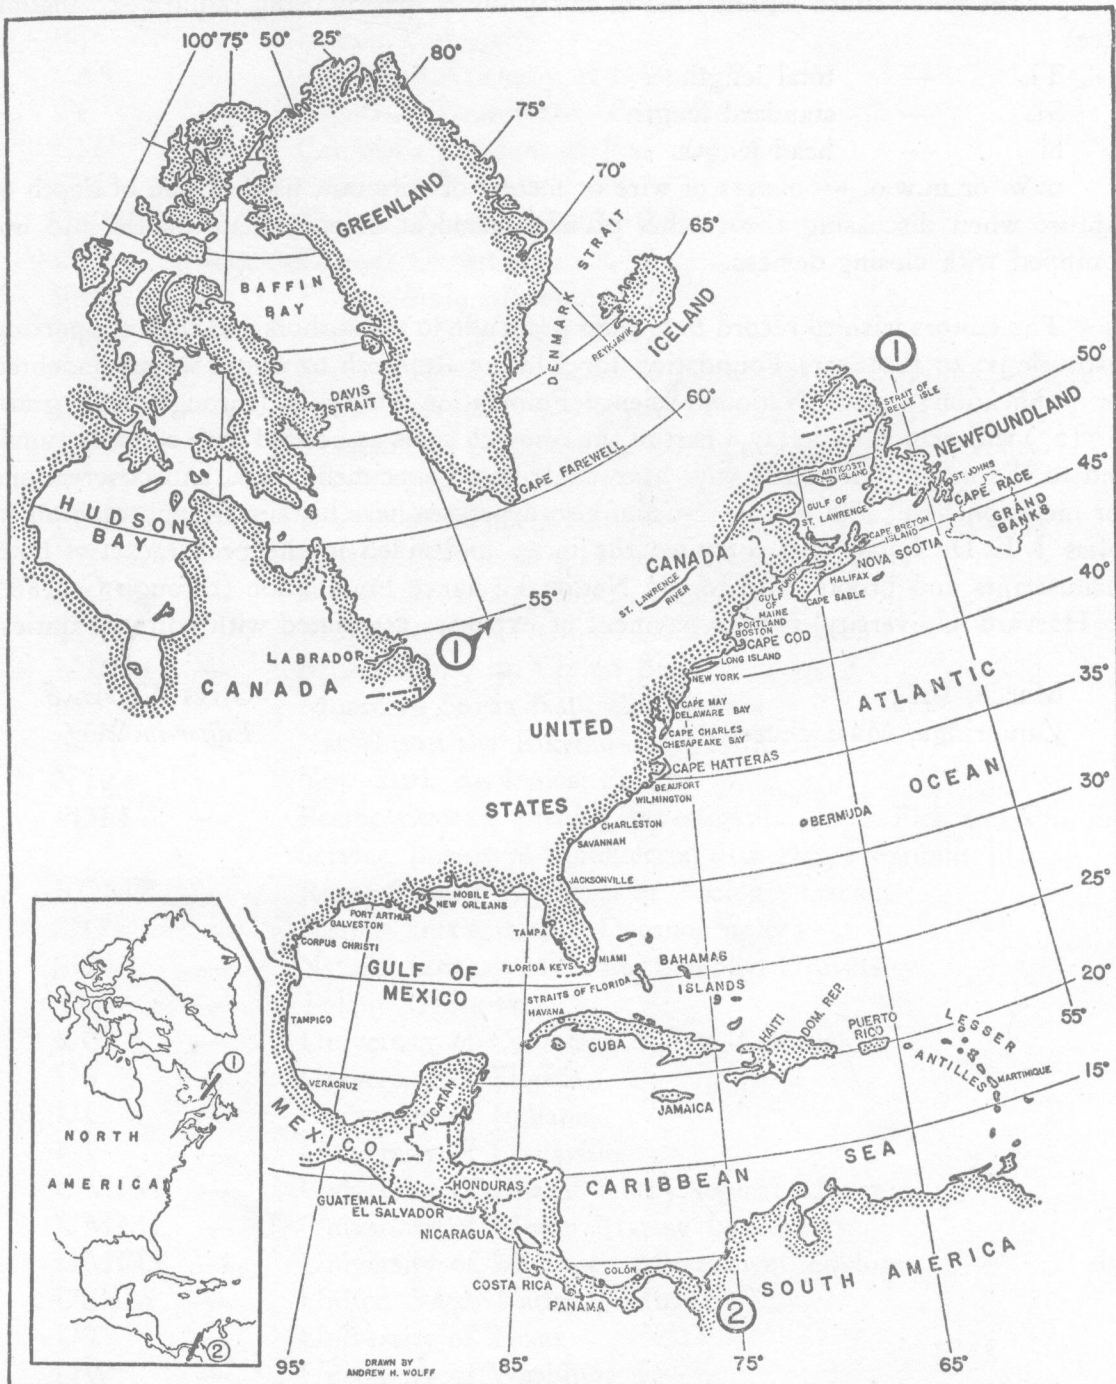 100° 75° 50° 25°
80°
75°
70°
65°
60°
55°
GREENLAND
BAFFIN
BAY
DAVIS
STRAIT
DENMARK STRAIT
REYKJAVIK
ICELAND
CAPE FAREWELL
HUDSON
BAY
LABRADOR
CANADA
1
1
50°
45°
40°
35°
30°
25°
20°
55°
15°
STRAIT OF
BELLE ISLE
NEWFOUNDLAND
ANTICOSTI
ISLAND
ST. JOHNS
CAPE RACE
GRAND
BANKS
GULF OF
ST. LAWRENCE
CAPE BRETON
ISLAND
NOVA SCOTIA
HALIFAX
CAPE SABLE
CANADA
ST. LAWRENCE
RIVER
GULF
OF
MAINE
PORTLAND
BOSTON
CAPE COD
LONG ISLAND
NEW YORK
CAPE MAY
DELAWARE BAY
CAPE CHARLES
CHESAPEAKE BAY
CAPE HATTERAS
BEAUFORT
WILMINGTON
CHARLESTON
SAVANNAH
JACKSONVILLE
UNITED
STATES
ATLANTIC
OCEAN
BERMUDA
MOBILE
NEW ORLEANS
PORT ARTHUR
GALVESTON
CORPUS CHRISTI
TAMPA
MIAMI
FLORIDA KEYS
GULF OF
MEXICO
STRAITS OF FLORIDA
HAVANA
BAHAMAS
ISLANDS
CUBA
HAITI
DOM. REP.
PUERTO
RICO
LESSER
ANTILLES
MARTINIQUE
JAMAICA
TAMPICO
VERACRUZ
MEXICO
YUCATÁN
HONDURAS
GUATEMALA
EL SALVADOR
NICARAGUA
COSTA RICA
PANAMA
COLÓN
CARIBBEAN SEA
SOUTH AMERICA
2
95° 85° 75° 65°
DRAWN BY
ANDREW H. WOLFF
1
NORTH
AMERICA
2